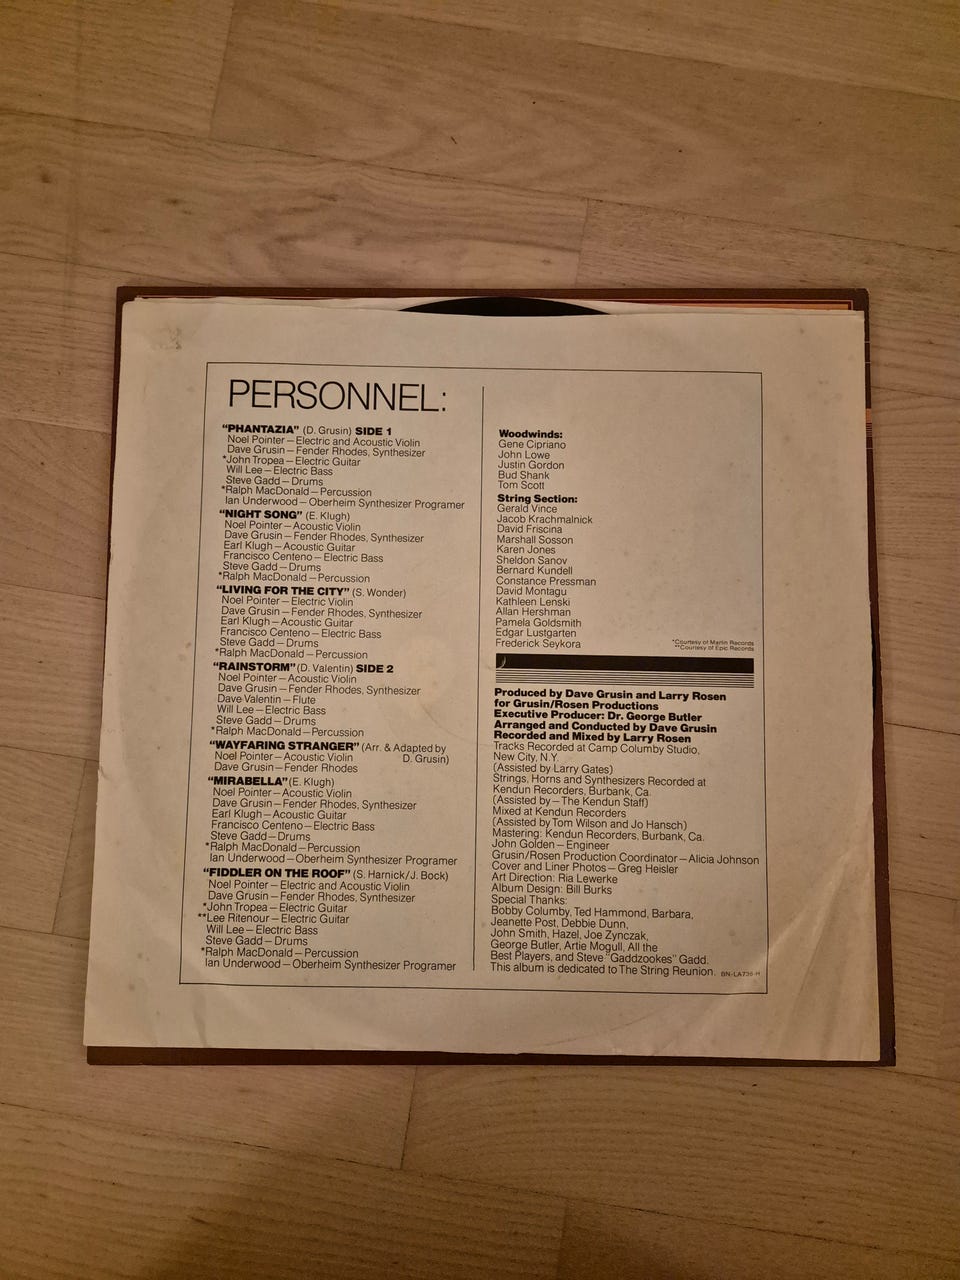 PERSONNEL:
"PHANTAZIA" (D. Grusin) SIDE 1
Noel Pointer – Electric and Acoustic Violin
Dave Grusin – Fender Rhodes, Synthesizer
*John Tropea – Electric Guitar
Will Lee – Electric Bass
Steve Gadd – Drums
*Ralph MacDonald – Percussion
Ian Underwood – Oberheim Synthesizer Programer
"NIGHT SONG" (E. Klugh)
Noel Pointer – Acoustic Violin
Dave Grusin – Fender Rhodes, Synthesizer
Earl Klugh – Acoustic Guitar
Francisco Centeno – Electric Bass
Steve Gadd – Drums
*Ralph MacDonald – Percussion
"LIVING FOR THE CITY" (S. Wonder)
Noel Pointer – Electric Violin
Dave Grusin – Fender Rhodes, Synthesizer
Earl Klugh – Acoustic Guitar
Francisco Centeno – Electric Bass
Steve Gadd – Drums
*Ralph MacDonald – Percussion
"RAINSTORM" (D. Valentin) SIDE 2
Noel Pointer – Acoustic Violin
Dave Grusin – Fender Rhodes, Synthesizer
Dave Valentin – Flute
Will Lee – Electric Bass
Steve Gadd – Drums
*Ralph MacDonald – Percussion
"WAYFARING STRANGER" (Arr. & Adapted by
Noel Pointer – Acoustic Violin D. Grusin)
Dave Grusin – Fender Rhodes
"MIRABELLA" (E. Klugh)
Noel Pointer – Acoustic Violin
Dave Grusin – Fender Rhodes, Synthesizer
Earl Klugh – Acoustic Guitar
Francisco Centeno – Electric Bass
Steve Gadd – Drums
*Ralph MacDonald – Percussion
Ian Underwood – Oberheim Synthesizer Programer
"FIDDLER ON THE ROOF" (S. Harnick/J. Bock)
Noel Pointer – Electric and Acoustic Violin
Dave Grusin – Fender Rhodes, Synthesizer
*John Tropea – Electric Guitar
**Lee Ritenour – Electric Guitar
Will Lee – Electric Bass
Steve Gadd – Drums
*Ralph MacDonald – Percussion
Ian Underwood – Oberheim Synthesizer Programer
Woodwinds:
Gene Cipriano
John Lowe
Justin Gordon
Bud Shank
Tom Scott
String Section:
Gerald Vince
Jacob Krachmalnick
David Friscina
Marshall Sosson
Karen Jones
Sheldon Sanov
Bernard Kundell
Constance Pressman
David Montagu
Kathleen Lenski
Allan Hershman
Pamela Goldsmith
Edgar Lustgarten
Frederick Seykora
*Courtesy of Marlin Records
**Courtesy of Epic Records
Produced by Dave Grusin and Larry Rosen
for Grusin/Rosen Productions
Executive Producer: Dr. George Butler
Arranged and Conducted by Dave Grusin
Recorded and Mixed by Larry Rosen
Tracks Recorded at Camp Columby Studio,
New City, N.Y.
(Assisted by Larry Gates)
Strings, Horns and Synthesizers Recorded at
Kendun Recorders, Burbank, Ca.
(Assisted by – The Kendun Staff)
Mixed at Kendun Recorders
(Assisted by Tom Wilson and Jo Hansch)
Mastering: Kendun Recorders, Burbank, Ca.
John Golden – Engineer
Grusin/Rosen Production Coordinator – Alicia Johnson
Cover and Liner Photos – Greg Heisler
Art Direction: Ria Lewerke
Album Design: Bill Burks
Special Thanks:
Bobby Columby, Ted Hammond, Barbara,
Jeanette Post, Debbie Dunn,
John Smith, Hazel, Joe Zynczak,
George Butler, Artie Mogull, All the
Best Players, and Steve "Gaddzookes" Gadd.
This album is dedicated to The String Reunion. BN-LA736-H